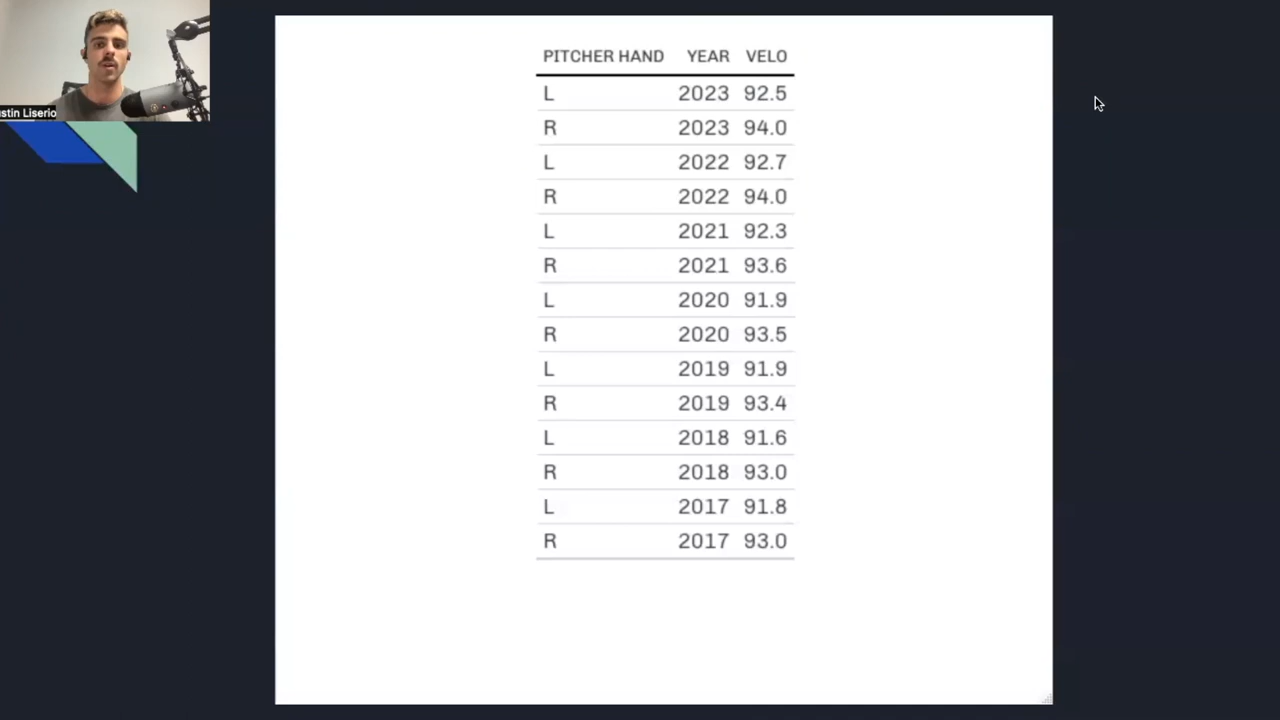 PITCHER HAND YEAR VELO
L 2023 92.5
R 2023 94.0
L 2022 92.7
R 2022 94.0
L 2021 92.3
R 2021 93.6
L 2020 91.9
R 2020 93.5
L 2019 91.9
R 2019 93.4
L 2018 91.6
R 2018 93.0
L 2017 91.8
R 2017 93.0
stin Liserio